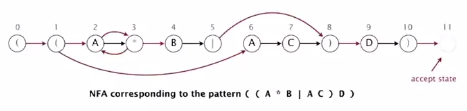 0 1 2 3 4 5 6 7 8 9 10 11
( ( A * B | A C ) D )
accept state
NFA corresponding to the pattern ( ( A * B | A C ) D )